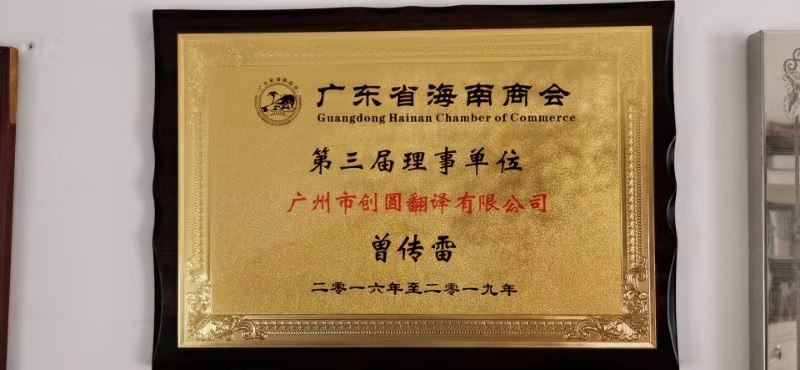 广东省海南商会
Guangdong Hainan Chamber of Commerce
第三届理事单位
广州市创圆翻译有限公司
曾传雷
二零一六年至二零一九年